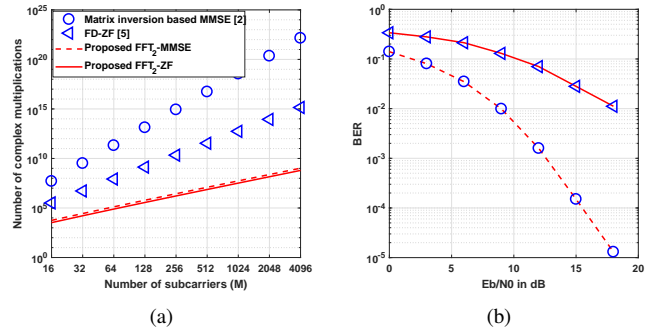 Number of complex multiplications
10^25
10^20
10^15
10^10
10^5
10^0
Matrix inversion based MMSE [2]
FD-ZF [5]
Proposed FFT_2-MMSE
Proposed FFT_2-ZF
16 32 64 128 256 512 1024 2048 4096
Number of subcarriers (M)
(a)
BER
10^0
10^-1
10^-2
10^-3
10^-4
10^-5
0 5 10 15 20
Eb/N0 in dB
(b)